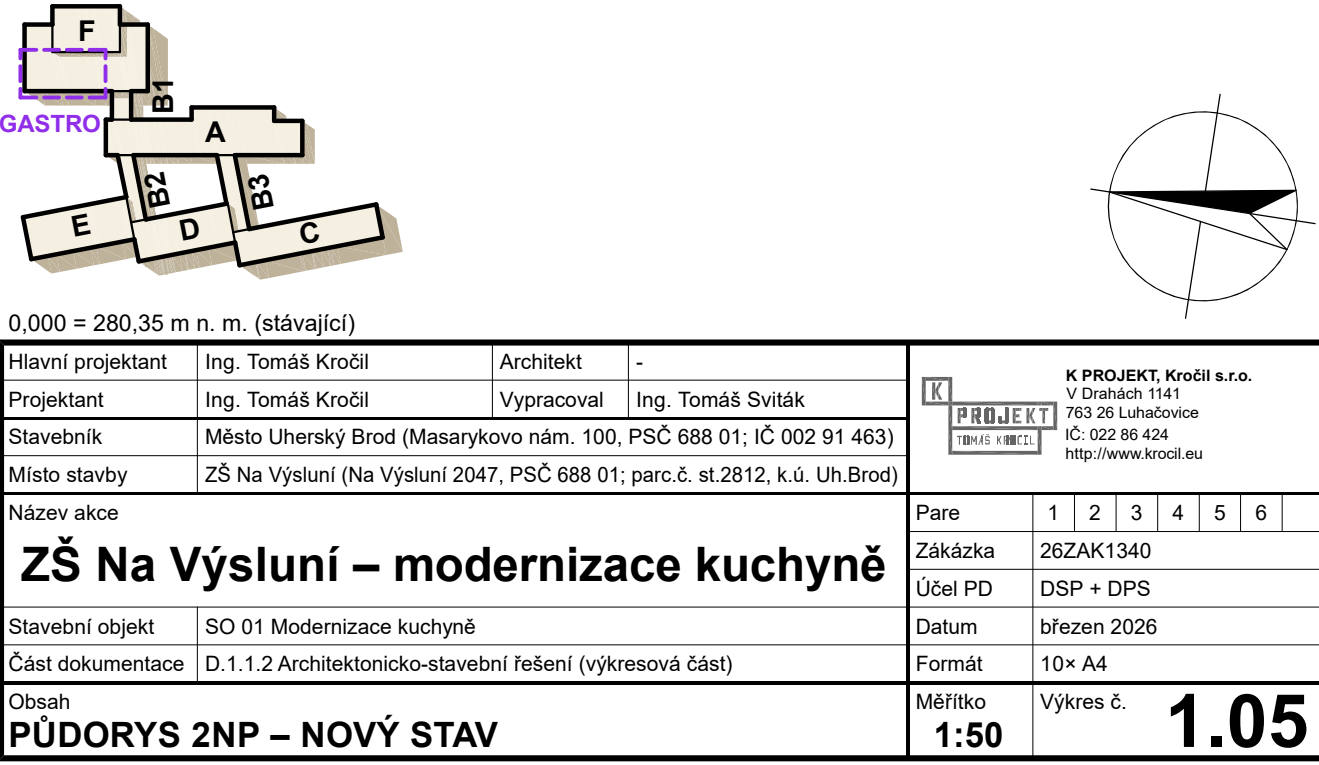 F
B1
GASTRO
A
B2
B3
E
D
C
0,000 = 280,35 m n. m. (stávající)
Hlavní projektant Ing. Tomáš Kročil Architekt -
Projektant Ing. Tomáš Kročil Vypracoval Ing. Tomáš Sviták
Stavebník Město Uherský Brod (Masarykovo nám. 100, PSČ 688 01; IČ 002 91 463)
Místo stavby ZŠ Na Výsluní (Na Výsluní 2047, PSČ 688 01; parc.č. st.2812, k.ú. Uh.Brod)
K
PROJEKT
TOMÁŠ KROČIL
K PROJEKT, Kročil s.r.o.
V Drahách 1141
763 26 Luhačovice
IČ: 022 86 424
http://www.krocil.eu
Název akce
ZŠ Na Výsluní – modernizace kuchyně
Pare 1 2 3 4 5 6
Zákázka 26ZAK1340
Účel PD DSP + DPS
Stavební objekt SO 01 Modernizace kuchyně
Datum březen 2026
Část dokumentace D.1.1.2 Architektonicko-stavební řešení (výkresová část)
Formát 10× A4
Obsah
PŮDORYS 2NP – NOVÝ STAV
Měřítko
1:50
Výkres č. 1.05